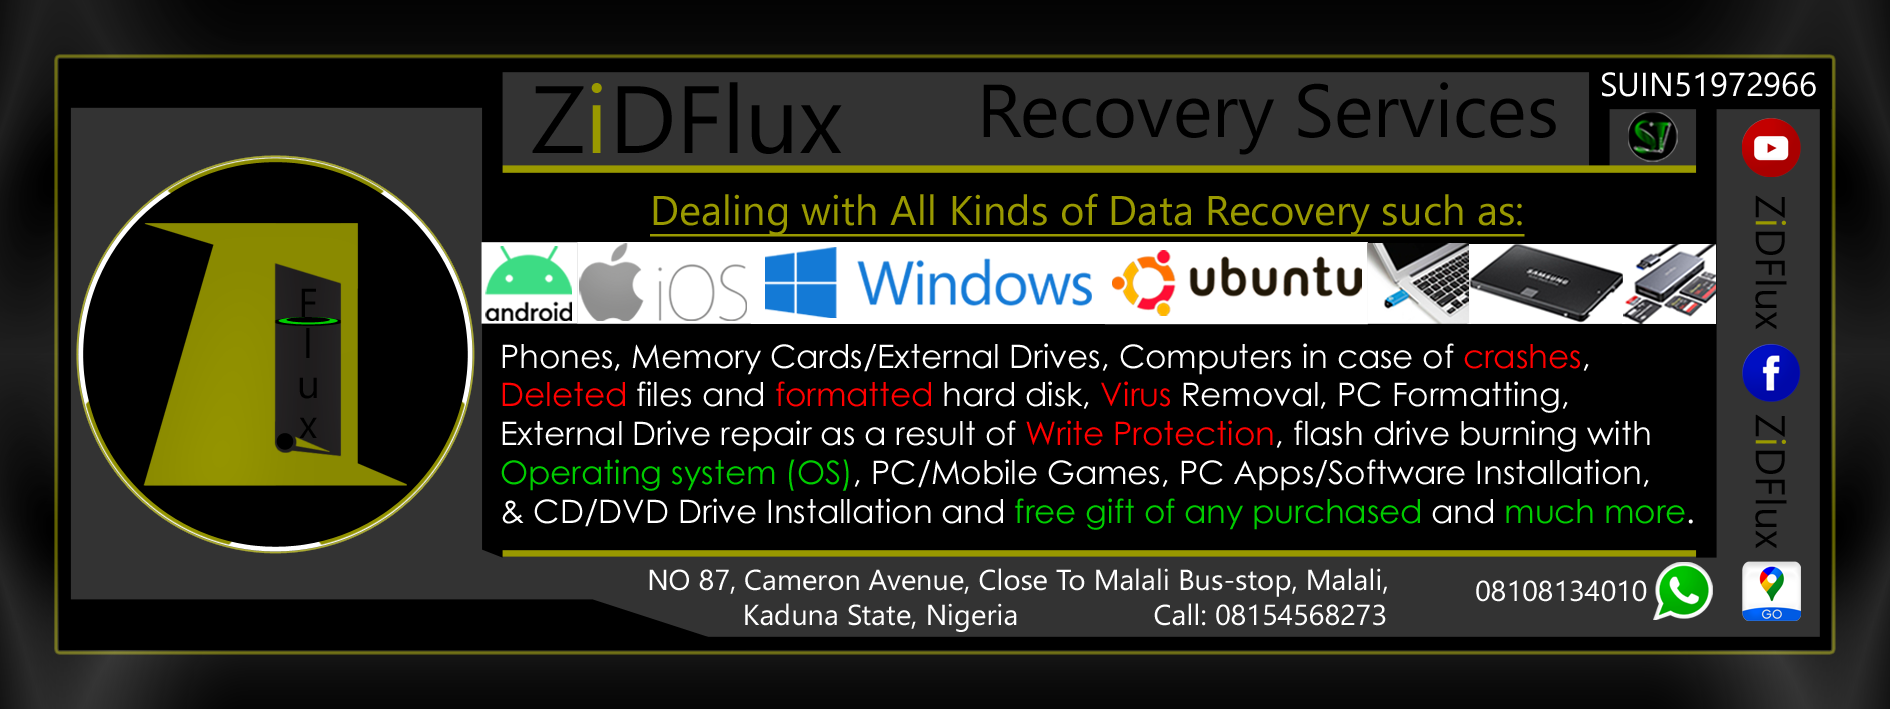 ZiDFlux Recovery Services
SUIN51972966
SI
Dealing with All Kinds of Data Recovery such as:
android
iOS
Windows
ubuntu
SAMSUNG
Flux
Phones, Memory Cards/External Drives, Computers in case of crashes,
Deleted files and formatted hard disk, Virus Removal, PC Formatting,
External Drive repair as a result of Write Protection, flash drive burning with
Operating system (OS), PC/Mobile Games, PC Apps/Software Installation,
& CD/DVD Drive Installation and free gift of any purchased and much more.
NO 87, Cameron Avenue, Close To Malali Bus-stop, Malali,
Kaduna State, Nigeria Call: 08154568273
08108134010
ZiDFlux
ZiDFlux
GO